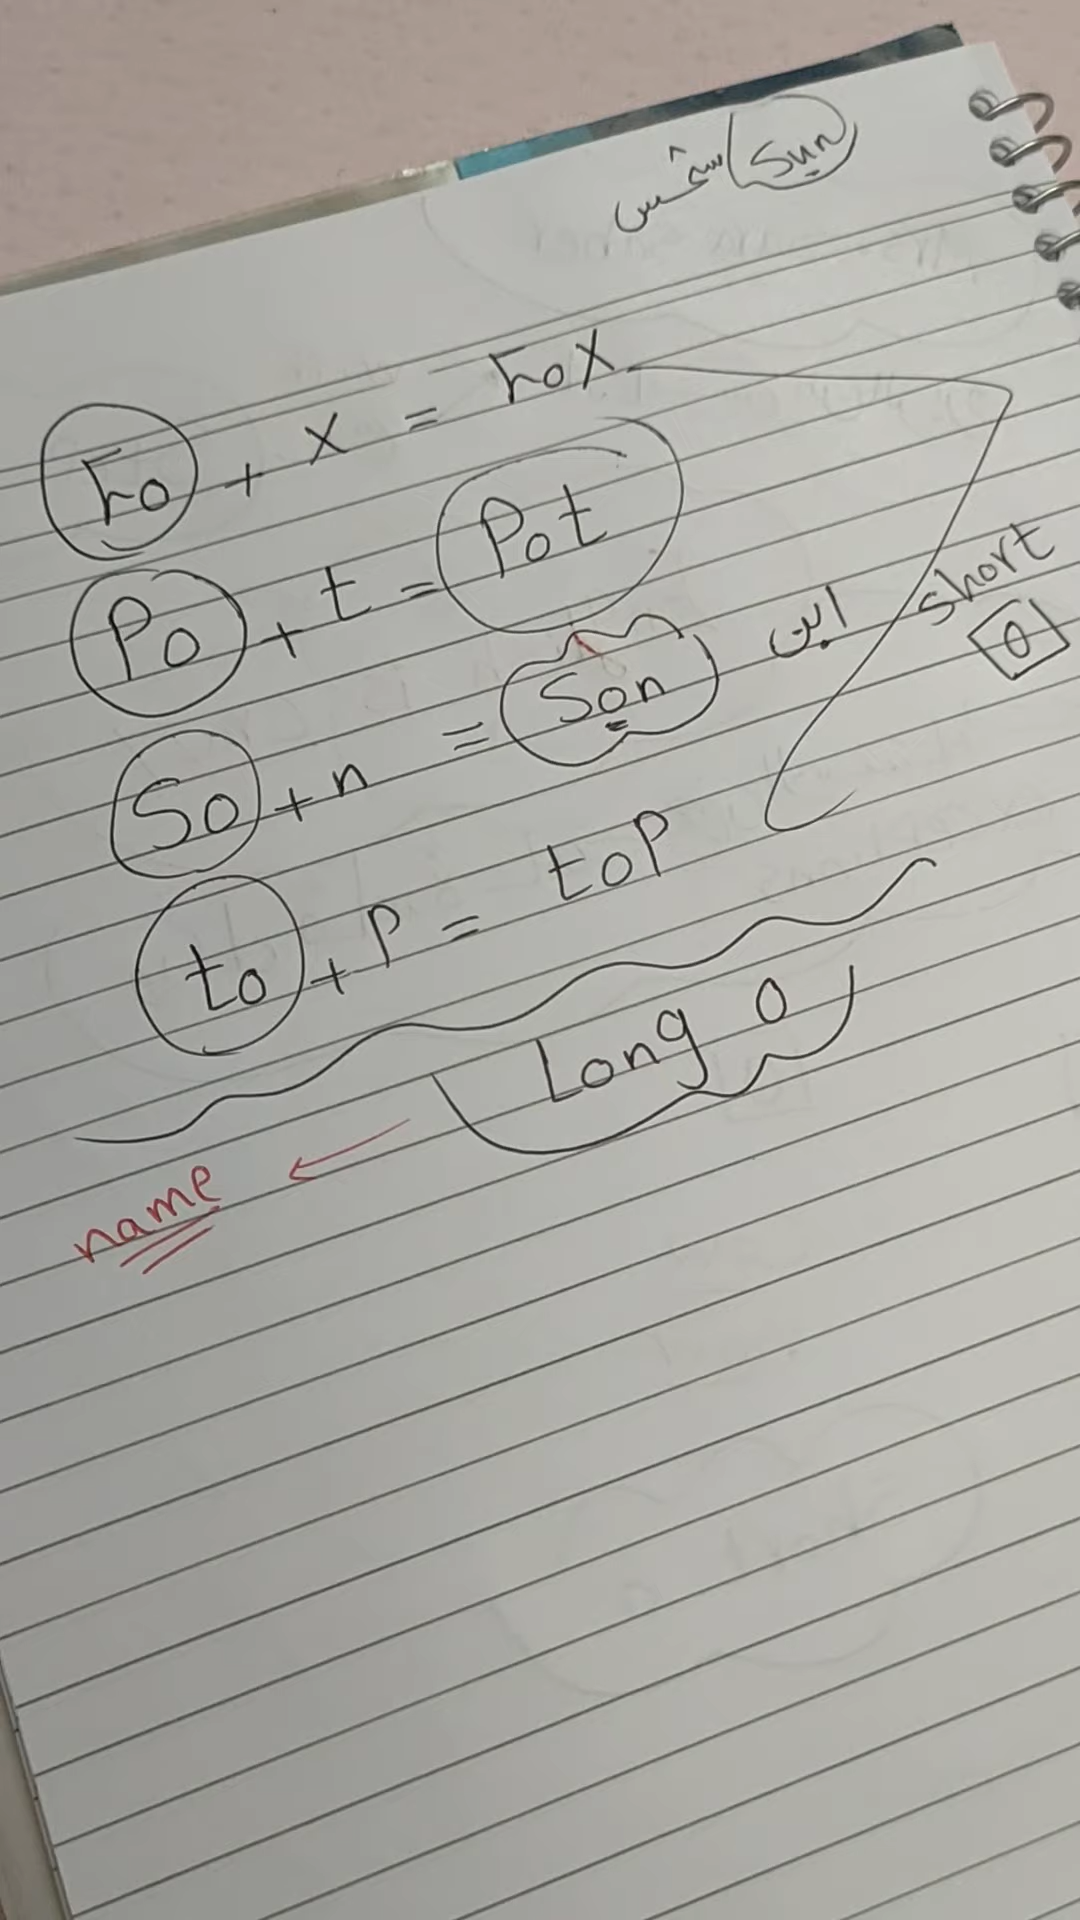 شمس sun
Fo + x = Fox
Po + t = Pot
So + n = Son ابن
short
o
to + P = toP
Long o
name